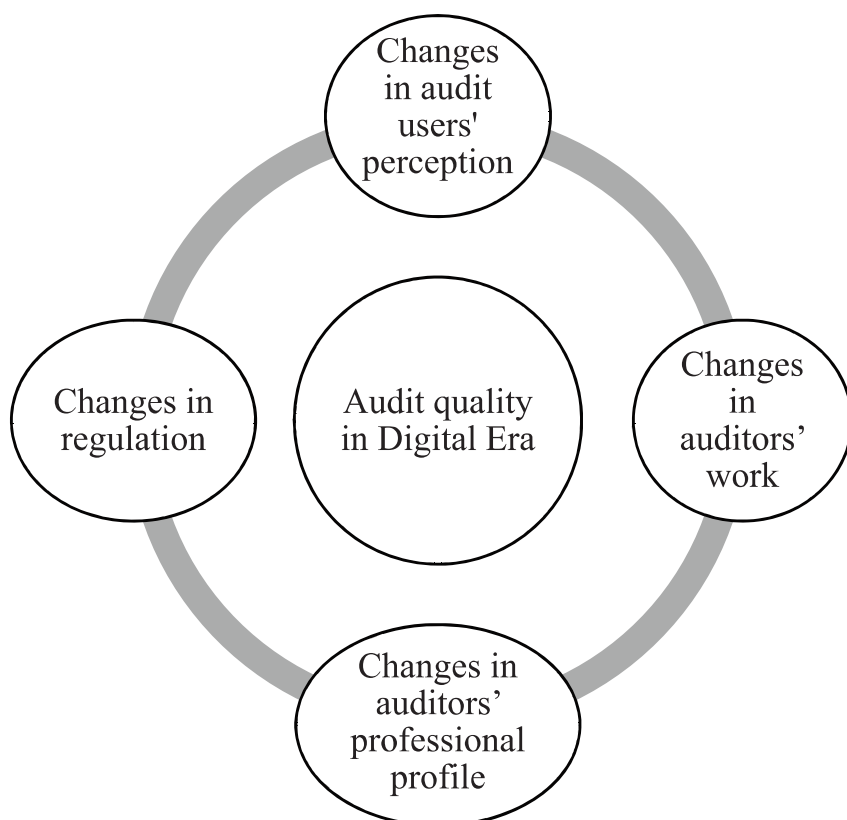 Changes
in audit
users'
perception
Changes in
regulation
Audit quality
in Digital Era
Changes
in
auditors’
work
Changes in
auditors’
professional
profile